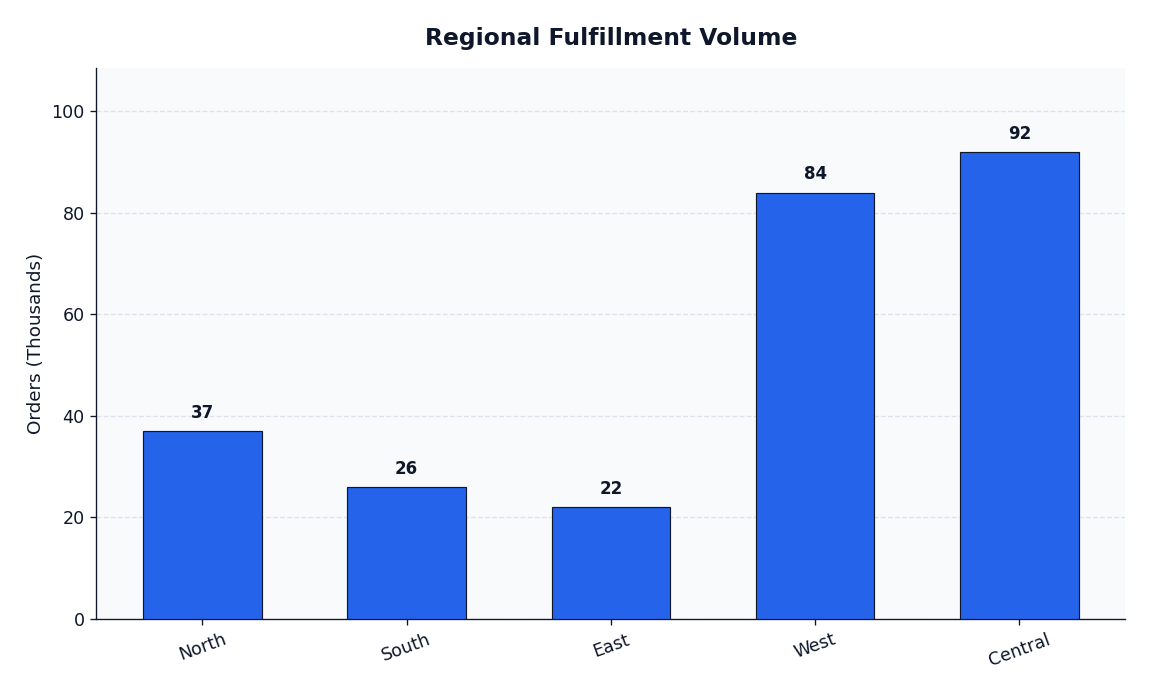 Regional Fulfillment Volume
Orders (Thousands)
100
80
60
40
20
0
37
26
22
84
92
North
South
East
West
Central